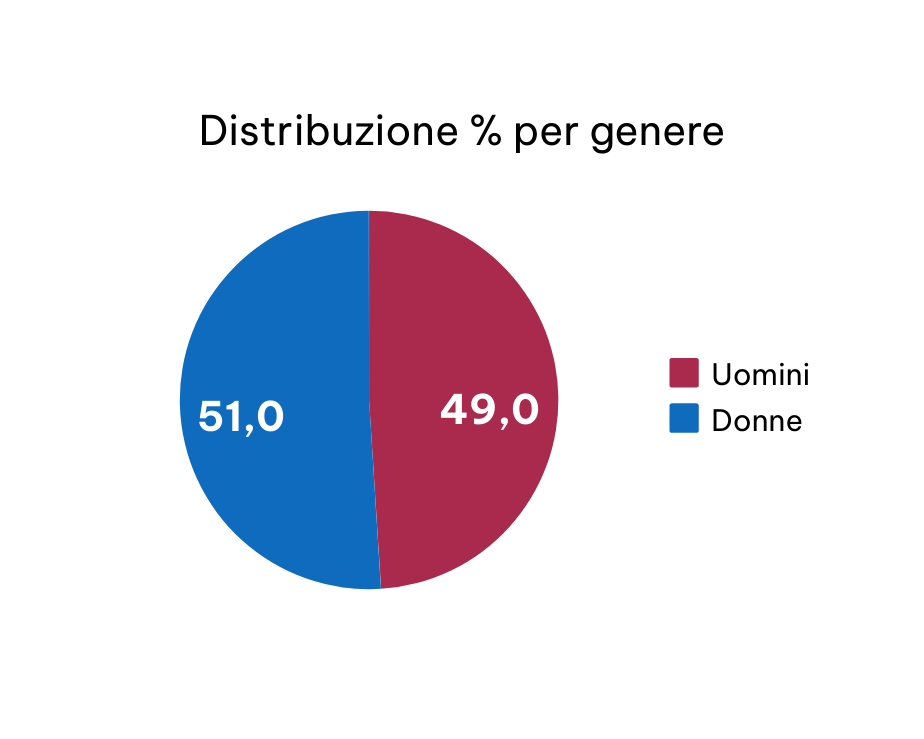 Distribuzione % per genere
51,0
49,0
Uomini
Donne